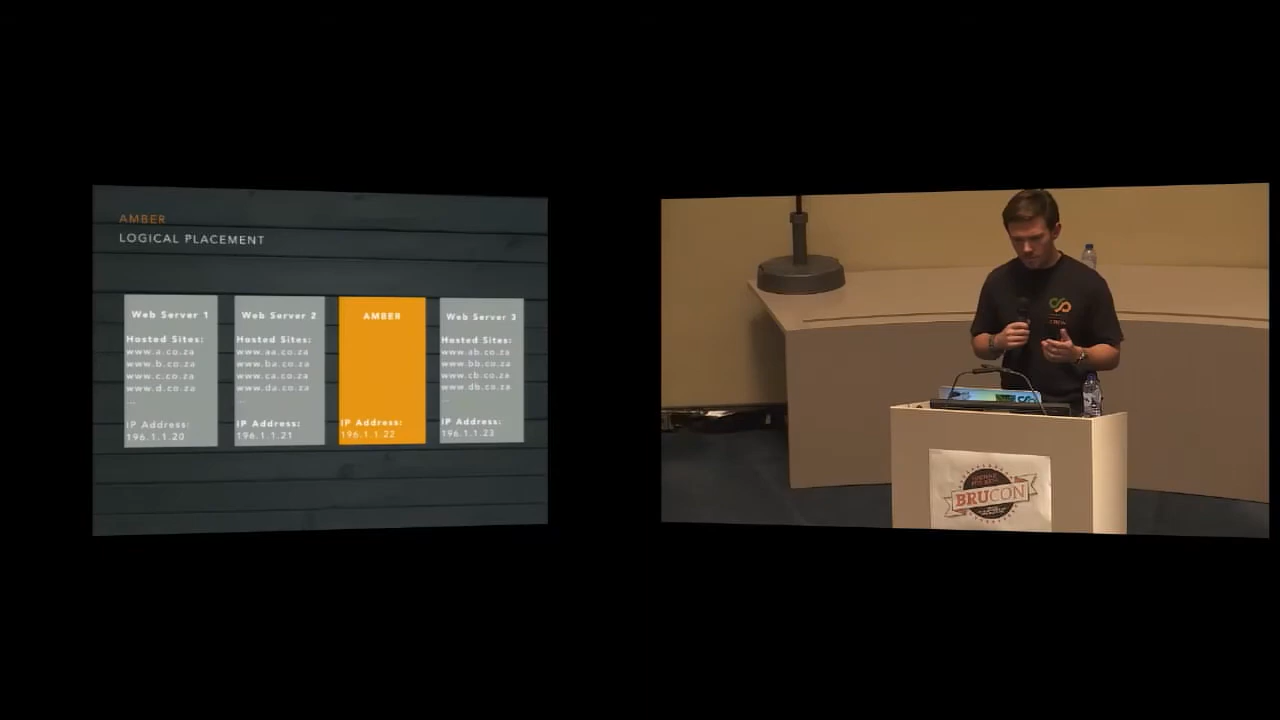 AMBER
LOGICAL PLACEMENT
Web Server 1
Hosted Sites:
www.a.co.za
www.b.co.za
www.c.co.za
www.d.co.za
...
IP Address:
196.1.1.20
Web Server 2
Hosted Sites:
www.aa.co.za
www.ba.co.za
www.ca.co.za
www.da.co.za
...
IP Address:
196.1.1.21
AMBER
IP Address:
196.1.1.22
Web Server 3
Hosted Sites:
www.ab.co.za
www.bb.co.za
www.cb.co.za
www.db.co.za
...
IP Address:
196.1.1.23
BRUCON